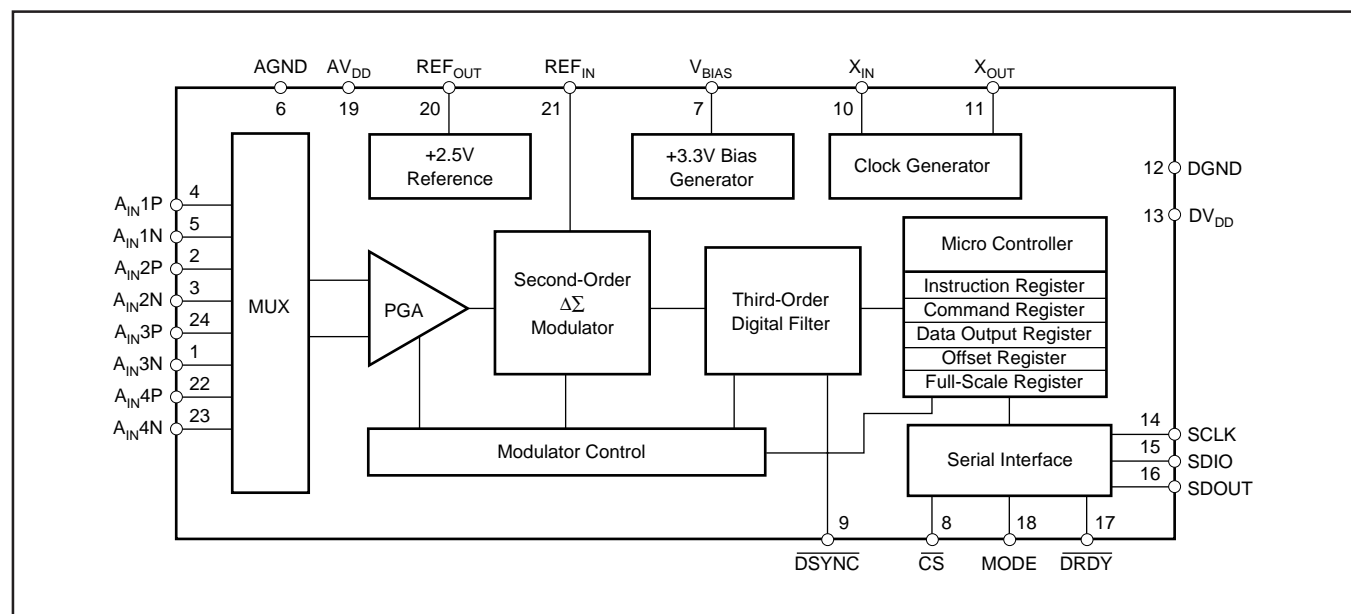 AGND AVDD REFOUT REFIN VBIAS XIN XOUT
6 19 20 21 7 10 11
+2.5V
Reference
+3.3V Bias
Generator
Clock Generator
12 DGND
13 DVDD
AIN1P 4
AIN1N 5
AIN2P 2
AIN2N 3
AIN3P 24
AIN3N 1
AIN4P 22
AIN4N 23
MUX
PGA
Second-Order
ΔΣ
Modulator
Third-Order
Digital Filter
Micro Controller
Instruction Register
Command Register
Data Output Register
Offset Register
Full-Scale Register
Modulator Control
Serial Interface
14 SCLK
15 SDIO
16 SDOUT
9 8 18 17
DSYNC CS MODE DRDY